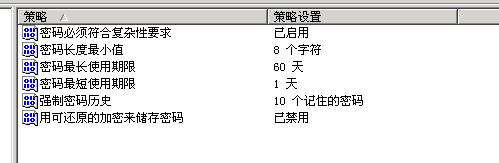 策略 策略设置
密码必须符合复杂性要求 已启用
密码长度最小值 8 个字符
密码最长使用期限 60 天
密码最短使用期限 1 天
强制密码历史 10 个记住的密码
用可还原的加密来储存密码 已禁用